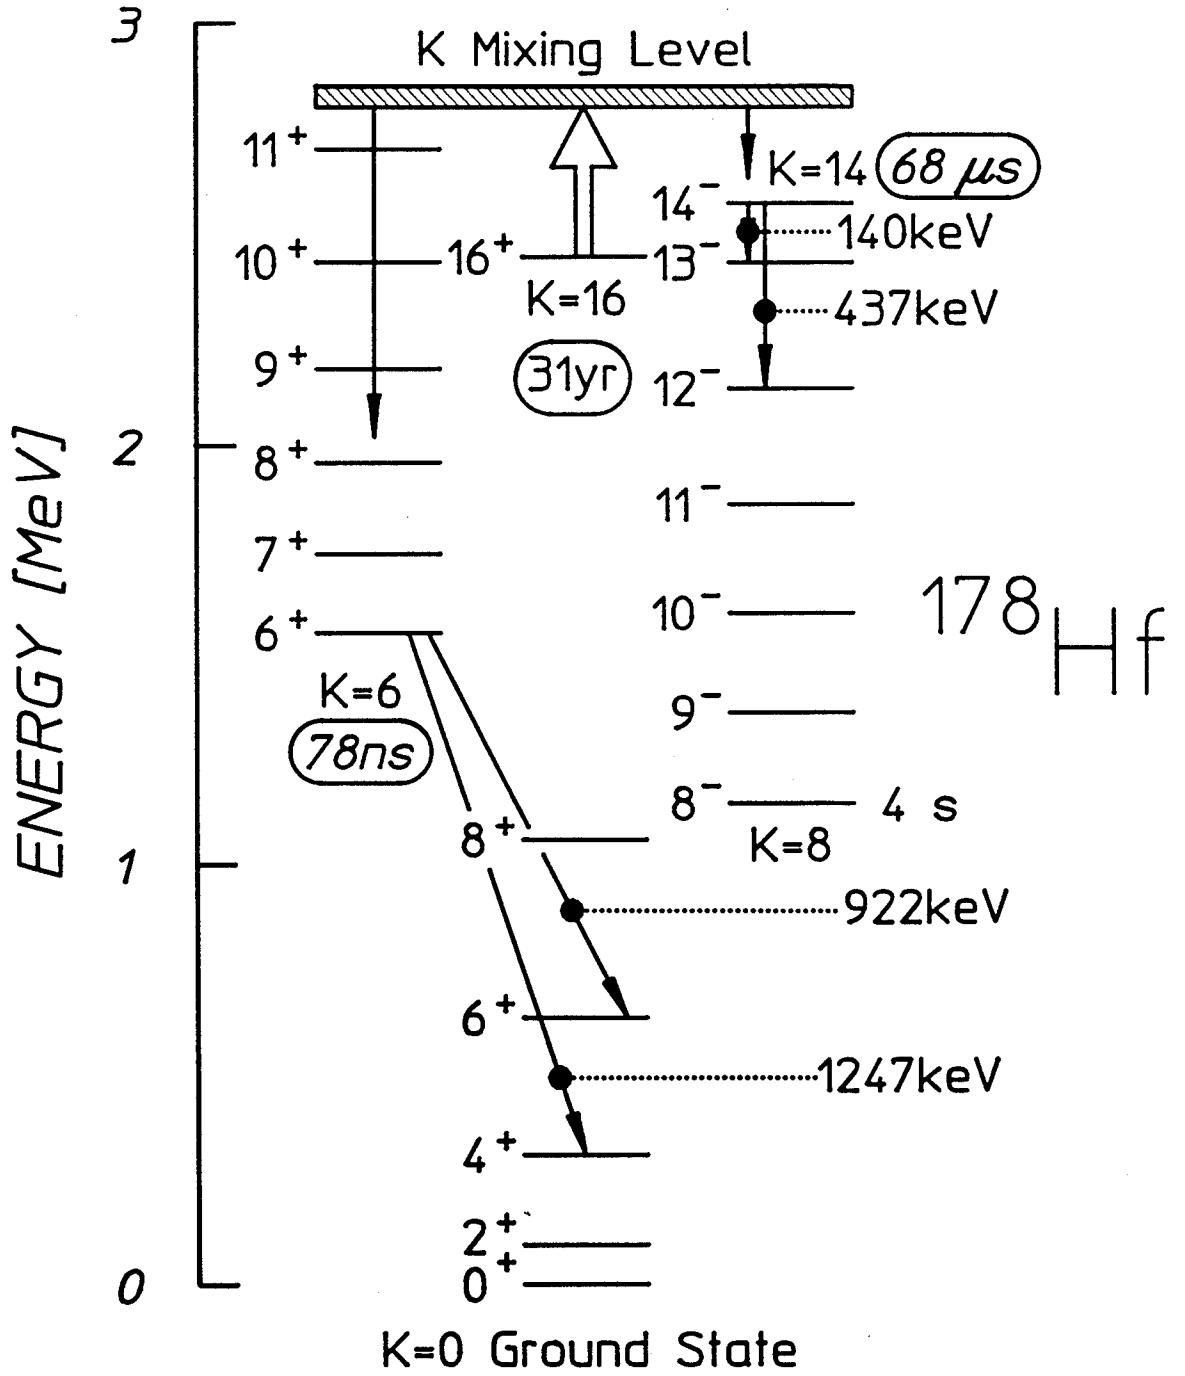 3
K Mixing Level
11+
K=14 68 μs
14-
140keV
10+
16+
13-
K=16
437keV
9+
31yr
12-
2
8+
11-
7+
10-
178Hf
6+
K=6
9-
78ns
8-
4 s
8+
K=8
1
922keV
6+
1247keV
4+
2+
0+
0
ENERGY [MeV]
K=0 Ground State